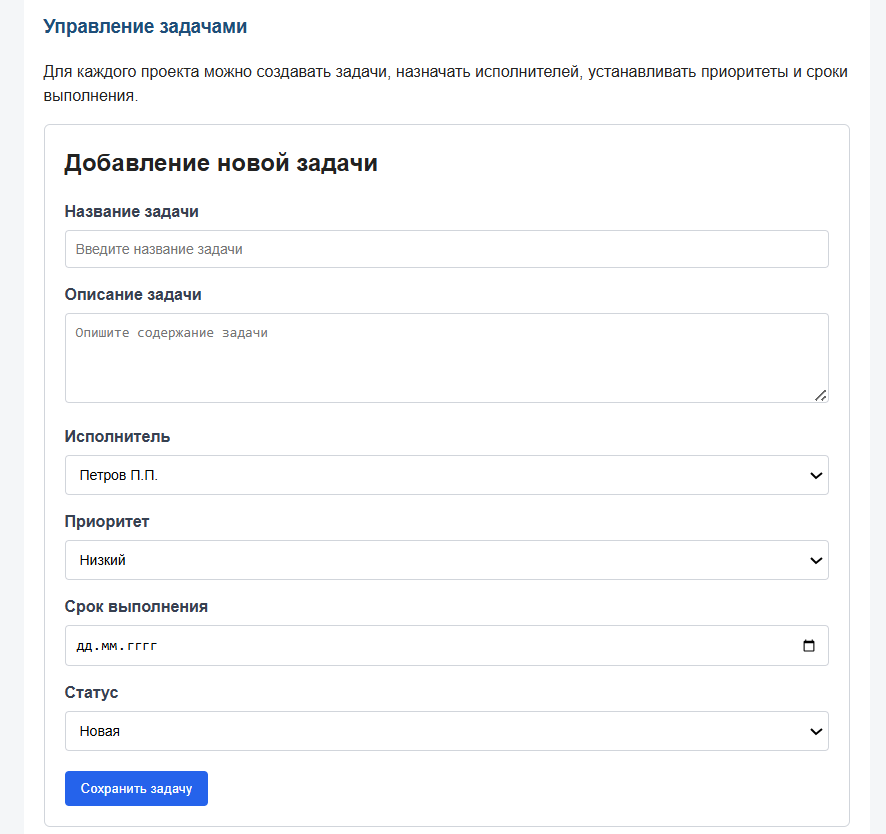 Управление задачами
Для каждого проекта можно создавать задачи, назначать исполнителей, устанавливать приоритеты и сроки
выполнения.
Добавление новой задачи
Название задачи
Введите название задачи
Описание задачи
Опишите содержание задачи
Исполнитель
Петров П.П.
Приоритет
Низкий
Срок выполнения
дд.мм.гггг
Статус
Новая
Сохранить задачу